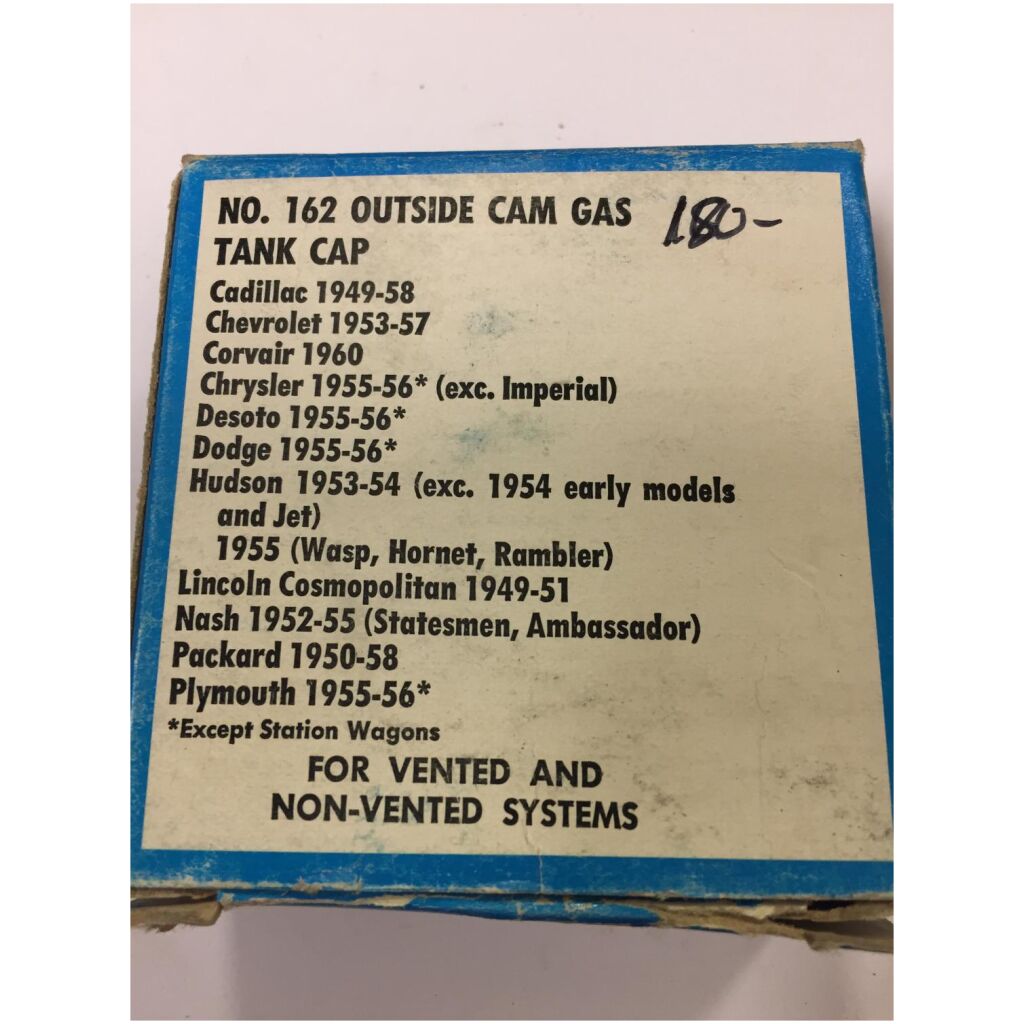 NO. 162 OUTSIDE CAM GAS 180-
TANK CAP
Cadillac 1949-58
Chevrolet 1953-57
Corvair 1960
Chrysler 1955-56* (exc. Imperial)
Desoto 1955-56*
Dodge 1955-56*
Hudson 1953-54 (exc. 1954 early models
and Jet)
1955 (Wasp, Hornet, Rambler)
Lincoln Cosmopolitan 1949-51
Nash 1952-55 (Statesmen, Ambassador)
Packard 1950-58
Plymouth 1955-56*
*Except Station Wagons
FOR VENTED AND
NON-VENTED SYSTEMS